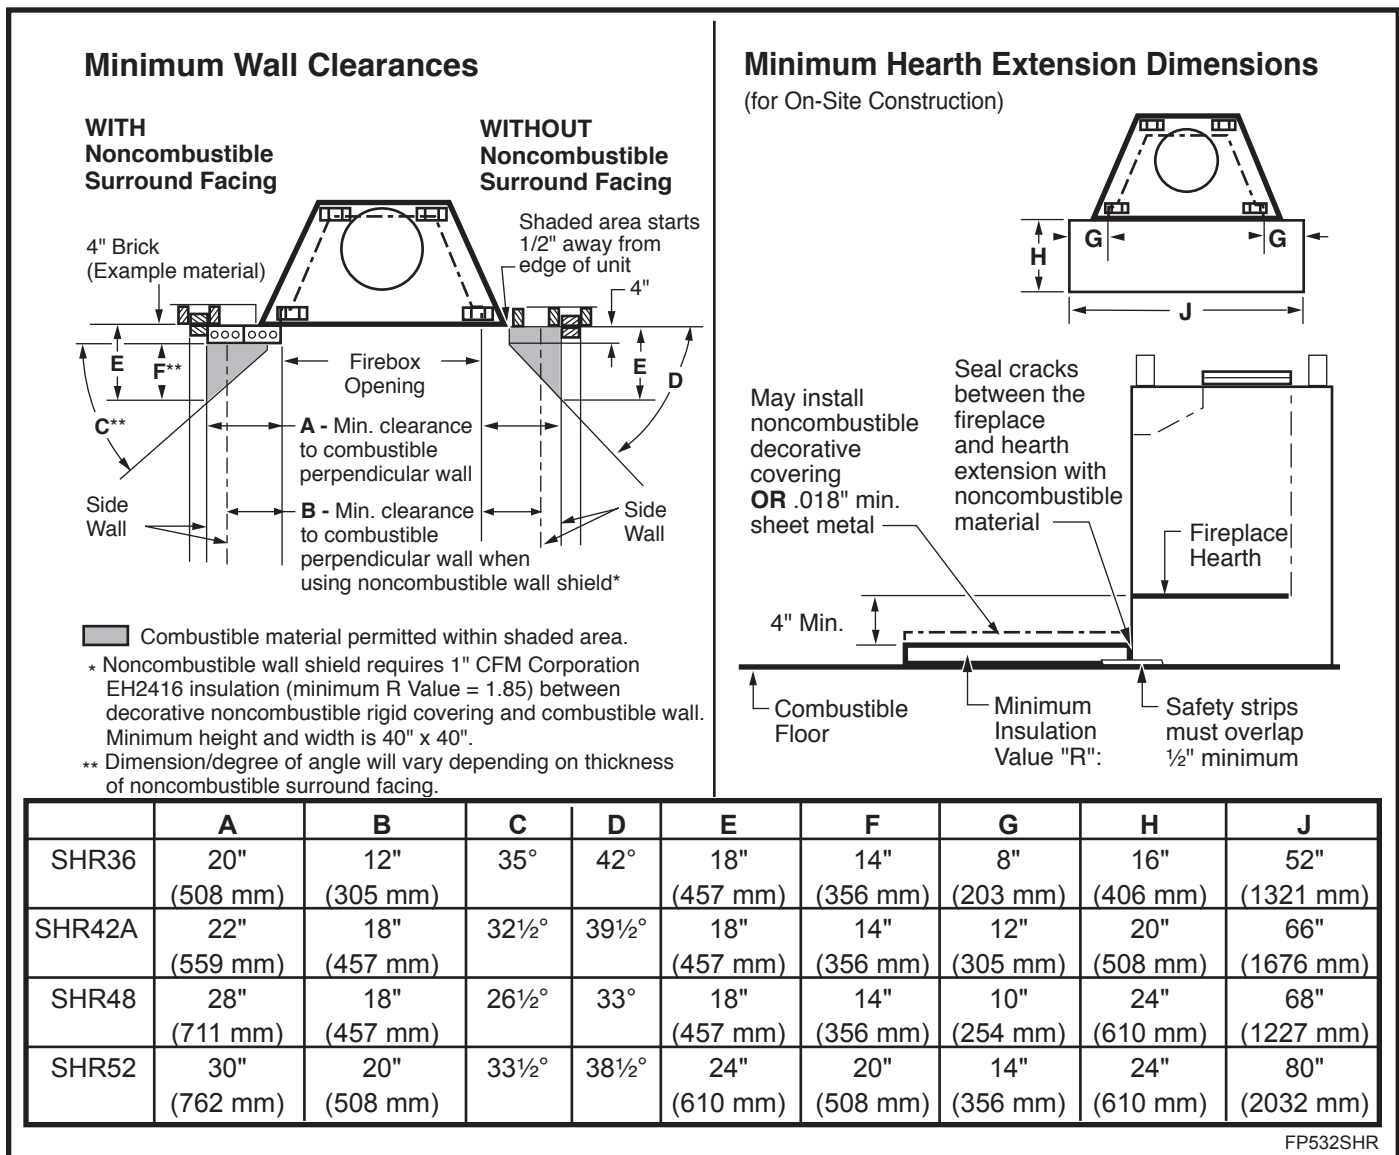 Minimum Wall Clearances
WITH
Noncombustible
Surround Facing
WITHOUT
Noncombustible
Surround Facing
4" Brick
(Example material)
Shaded area starts
1/2" away from
edge of unit
4"
E
F**
C**
Firebox
Opening
E
D
A - Min. clearance
to combustible
perpendicular wall
Side
Wall
B - Min. clearance
to combustible
perpendicular wall when
using noncombustible wall shield*
Side
Wall
Combustible material permitted within shaded area.
* Noncombustible wall shield requires 1" CFM Corporation
EH2416 insulation (minimum R Value = 1.85) between
decorative noncombustible rigid covering and combustible wall.
Minimum height and width is 40" x 40".
** Dimension/degree of angle will vary depending on thickness
of noncombustible surround facing.
Minimum Hearth Extension Dimensions
(for On-Site Construction)
G
G
H
J
May install
noncombustible
decorative
covering
OR .018" min.
sheet metal
Seal cracks
between the
fireplace
and hearth
extension with
noncombustible
material
Fireplace
Hearth
4" Min.
Combustible
Floor
Minimum
Insulation
Value "R":
Safety strips
must overlap
½" minimum
A B C D E F G H J
SHR36 20" 12" 35° 42° 18" 14" 8" 16" 52"
(508 mm) (305 mm) (457 mm) (356 mm) (203 mm) (406 mm) (1321 mm)
SHR42A 22" 18" 32½° 39½° 18" 14" 12" 20" 66"
(559 mm) (457 mm) (457 mm) (356 mm) (305 mm) (508 mm) (1676 mm)
SHR48 28" 18" 26½° 33° 18" 14" 10" 24" 68"
(711 mm) (457 mm) (457 mm) (356 mm) (254 mm) (610 mm) (1227 mm)
SHR52 30" 20" 33½° 38½° 24" 20" 14" 24" 80"
(762 mm) (508 mm) (610 mm) (508 mm) (356 mm) (610 mm) (2032 mm)
FP532SHR